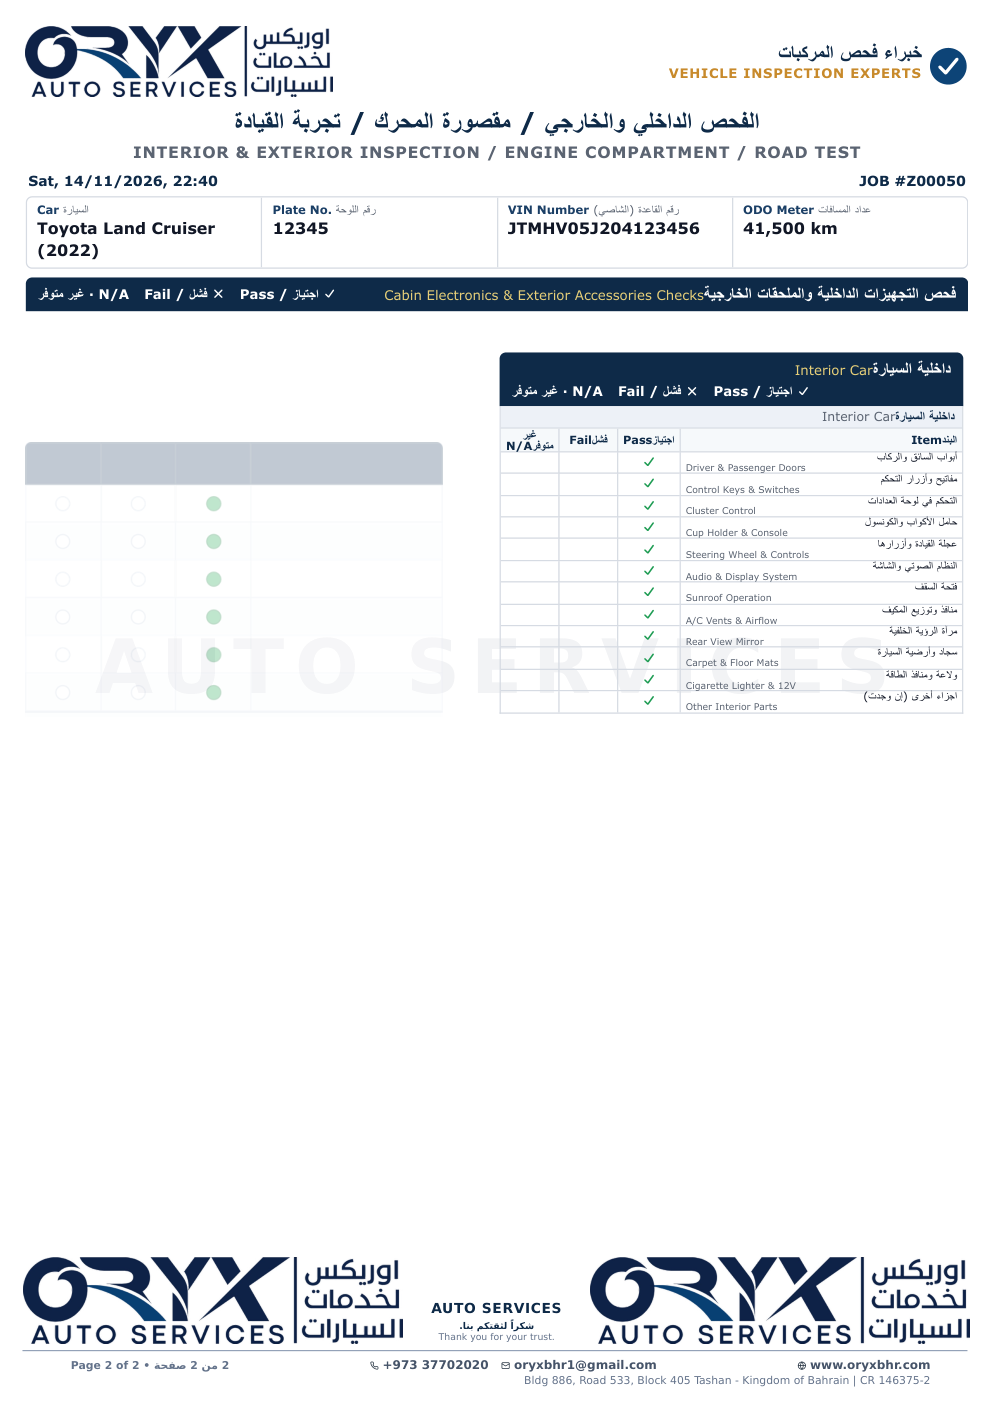 ORYX
AUTO SERVICES
اوريكس
لخدمات
السيارات
خبراء فحص المركبات
VEHICLE INSPECTION EXPERTS
الفحص الداخلي والخارجي / مقصورة المحرك / تجربة القيادة
INTERIOR & EXTERIOR INSPECTION / ENGINE COMPARTMENT / ROAD TEST
Sat, 14/11/2026, 22:40
JOB #Z00050
Car السيارة
Toyota Land Cruiser
(2022)
Plate No. رقم اللوحة
12345
VIN Number رقم القاعدة (الشاصي)
JTMHV05J204123456
ODO Meter عداد المسافات
41,500 km
فحص التجهيزات الداخلية والملحقات الخارجية Cabin Electronics & Exterior Accessories Checks
✓ اجتياز / Pass ✕ فشل / Fail N/A · غير متوفر
داخلية السيارة Interior Car
✓ اجتياز / Pass ✕ فشل / Fail N/A · غير متوفر
داخلية السيارة Interior Car
البند Item اجتياز Pass فشل Fail غير متوفر N/A
أبواب السائق والركاب Driver & Passenger Doors ✓
مفاتيح وأزرار التحكم Control Keys & Switches ✓
التحكم في لوحة العدادات Cluster Control ✓
حامل الأكواب والكونسول Cup Holder & Console ✓
عجلة القيادة وأزرارها Steering Wheel & Controls ✓
النظام الصوتي والشاشة Audio & Display System ✓
فتحة السقف Sunroof Operation ✓
منافذ وتوزيع المكيف A/C Vents & Airflow ✓
مرآة الرؤية الخلفية Rear View Mirror ✓
سجاد وأرضية السيارة Carpet & Floor Mats ✓
ولاعة ومنافذ الطاقة Cigarette Lighter & 12V ✓
اجزاء أخرى (إن وجدت) Other Interior Parts ✓
AUTO SERVICES
ORYX
AUTO SERVICES
اوريكس
لخدمات
السيارات
AUTO SERVICES
شكراً لثقتكم بنا.
Thank you for your trust.
ORYX
AUTO SERVICES
اوريكس
لخدمات
السيارات
Page 2 of 2 • صفحة 2 من 2
+973 37702020
oryxbhr1@gmail.com
www.oryxbhr.com
Bldg 886, Road 533, Block 405 Tashan - Kingdom of Bahrain | CR 146375-2